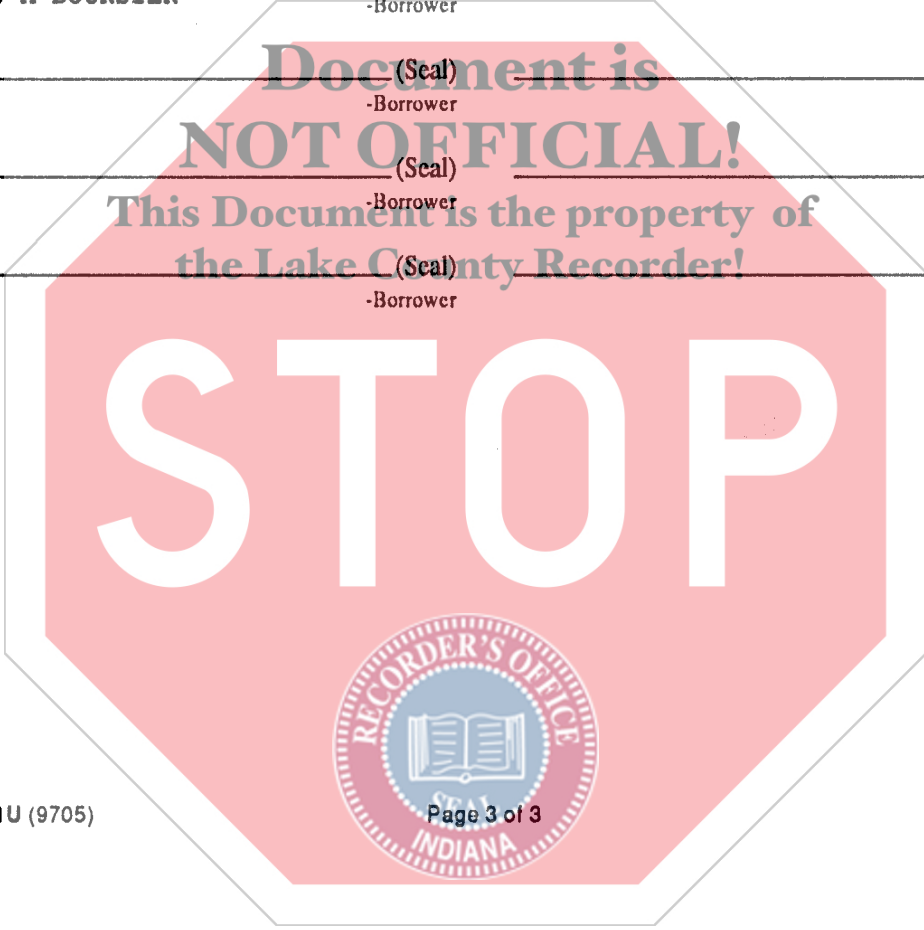 -Borrower
Document is
(Seal)
-Borrower
NOT OFFICIAL!
(Seal)
-Borrower
This Document is the property of
the Lake County Recorder!
(Seal)
-Borrower
STOP
RECORDER'S OFFICE
SEAL
INDIANA
U (9705)
Page 3 of 3